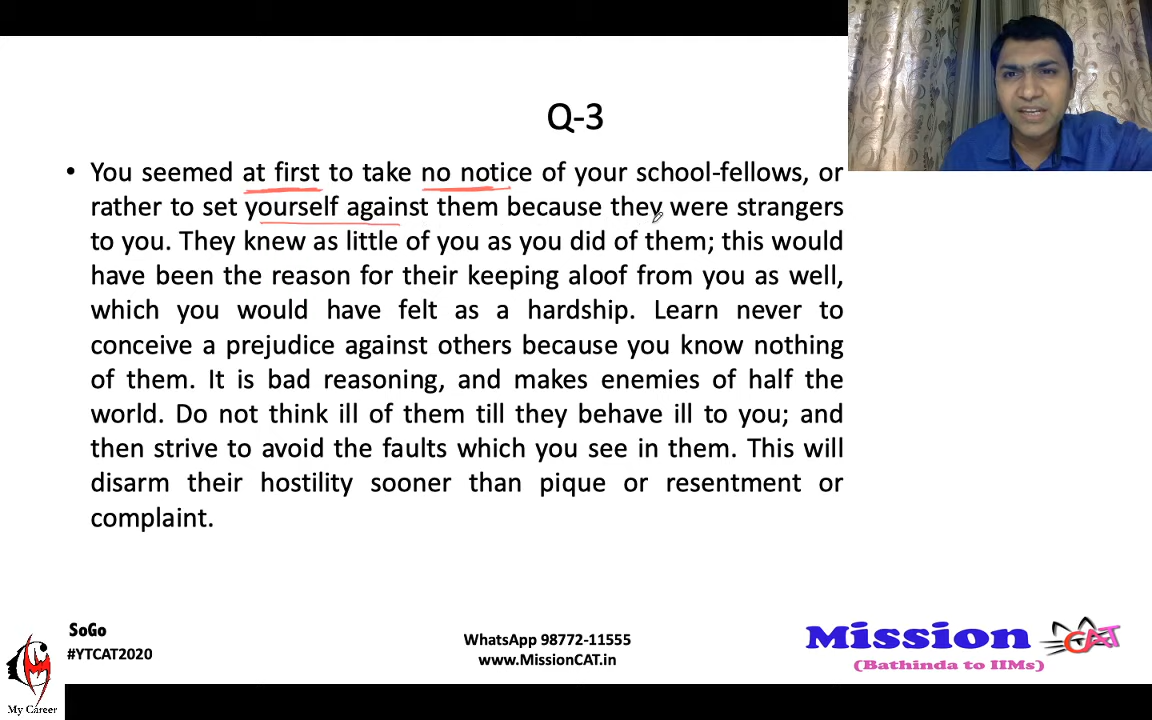 Q-3
• You seemed at first to take no notice of your school-fellows, or
rather to set yourself against them because they were strangers
to you. They knew as little of you as you did of them; this would
have been the reason for their keeping aloof from you as well,
which you would have felt as a hardship. Learn never to
conceive a prejudice against others because you know nothing
of them. It is bad reasoning, and makes enemies of half the
world. Do not think ill of them till they behave ill to you; and
then strive to avoid the faults which you see in them. This will
disarm their hostility sooner than pique or resentment or
complaint.
SoGo
#YTCAT2020
My Career
WhatsApp 98772-11555
www.MissionCAT.in
Mission CAT
(Bathinda to IIMs)